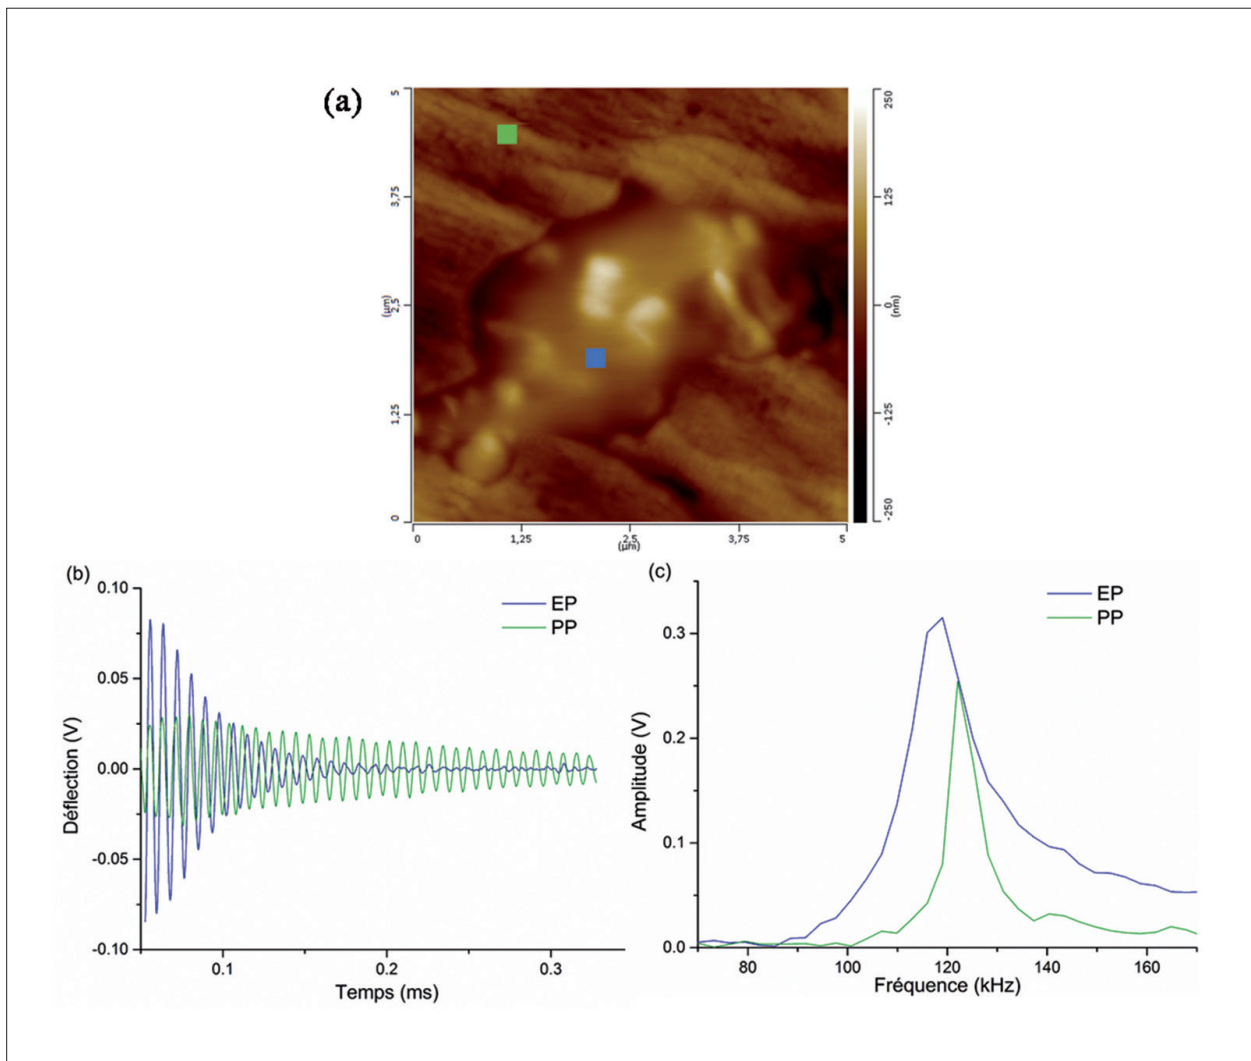 (a)
5
3,75
2,5
(µm)
1,25
0
0
1,25
2,5
(µm)
3,75
5
250
125
0
(nm)
-125
-250
(b)
EP
PP
0.10
0.05
0.00
-0.05
-0.10
Déflection (V)
0.1
0.2
0.3
Temps (ms)
(c)
EP
PP
0.3
0.2
0.1
0.0
Amplitude (V)
80
100
120
140
160
Fréquence (kHz)